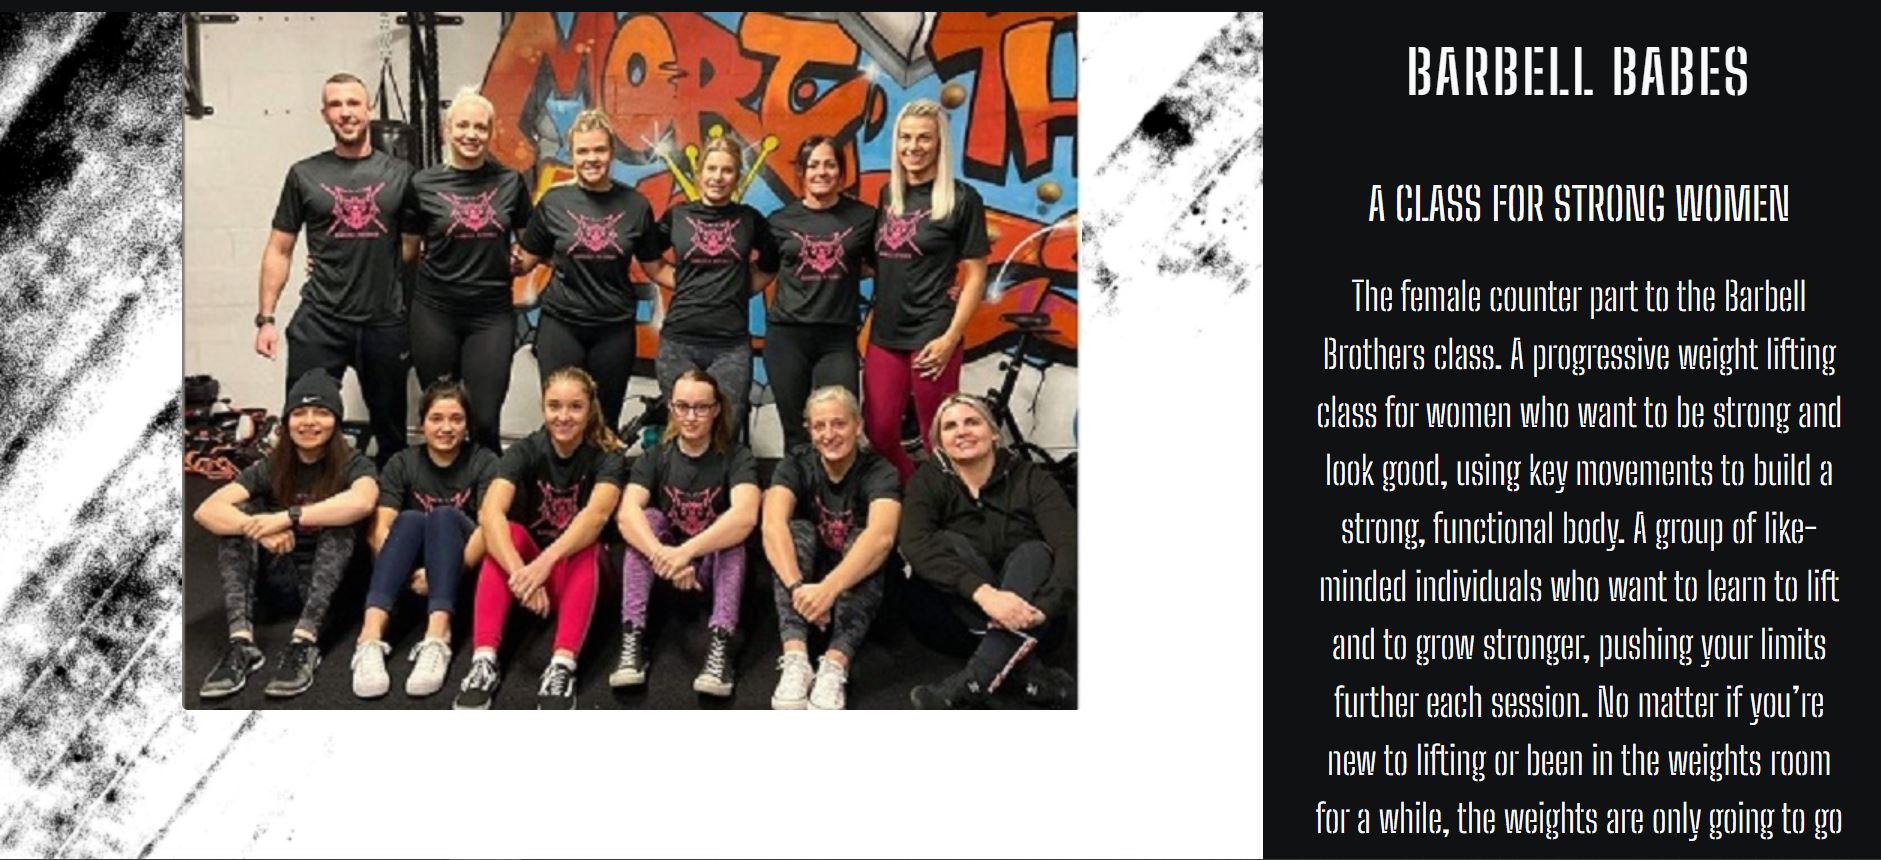 MORTAL
BARBELL BABES
A CLASS FOR STRONG WOMEN
The female counter part to the Barbell
Brothers class. A progressive weight lifting
class for women who want to be strong and
look good, using key movements to build a
strong, functional body. A group of like-
minded individuals who want to learn to lift
and to grow stronger, pushing your limits
further each session. No matter if you’re
new to lifting or been in the weights room
for a while, the weights are only going to go